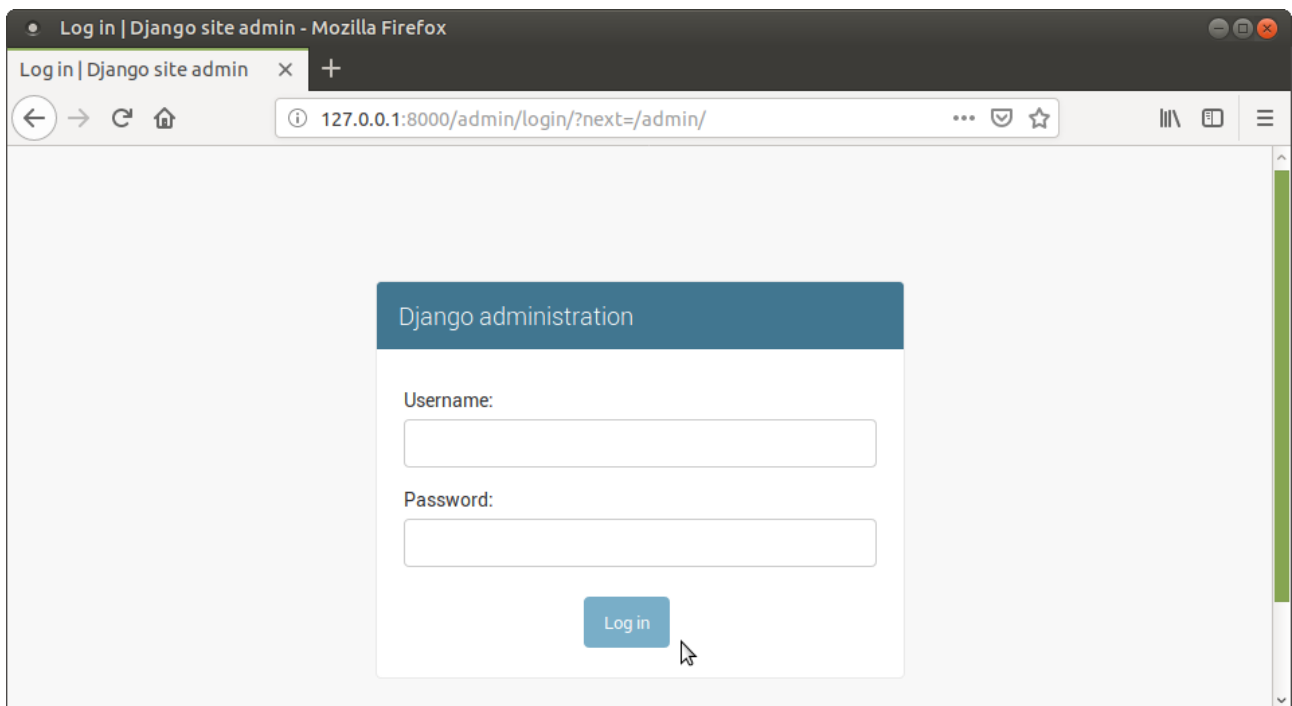 Log in | Django site admin - Mozilla Firefox
Log in | Django site admin
127.0.0.1:8000/admin/login/?next=/admin/
Django administration
Username:
Password:
Log in